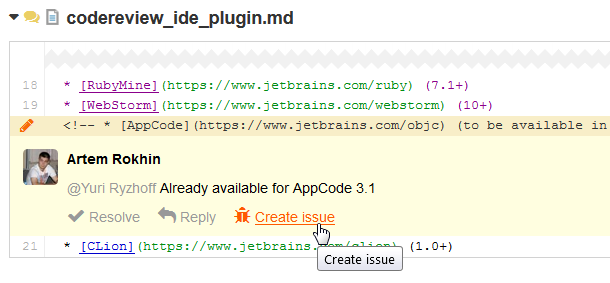 codereview_ide_plugin.md
18 * [RubyMine](https://www.jetbrains.com/ruby) (7.1+)
19 * [WebStorm](https://www.jetbrains.com/webstorm) (10+)
<!-- * [AppCode](https://www.jetbrains.com/objc) (to be available in
Artem Rokhin
@Yuri Ryzhoff Already available for AppCode 3.1
Resolve Reply Create issue
21 * [CLion](https://www.jetbrains.com/clion) (1.0+)
Create issue